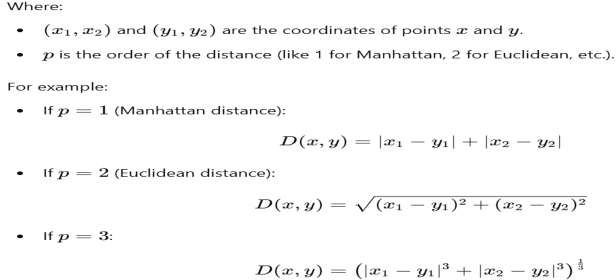 Where:
• (x₁, x₂) and (y₁, y₂) are the coordinates of points x and y.
• p is the order of the distance (like 1 for Manhattan, 2 for Euclidean, etc.).
For example:
• If p = 1 (Manhattan distance):
D(x, y) = |x₁ − y₁| + |x₂ − y₂|
• If p = 2 (Euclidean distance):
D(x, y) = √((x₁ − y₁)² + (x₂ − y₂)²)
• If p = 3:
D(x, y) = (|x₁ − y₁|³ + |x₂ − y₂|³)^(1/3)